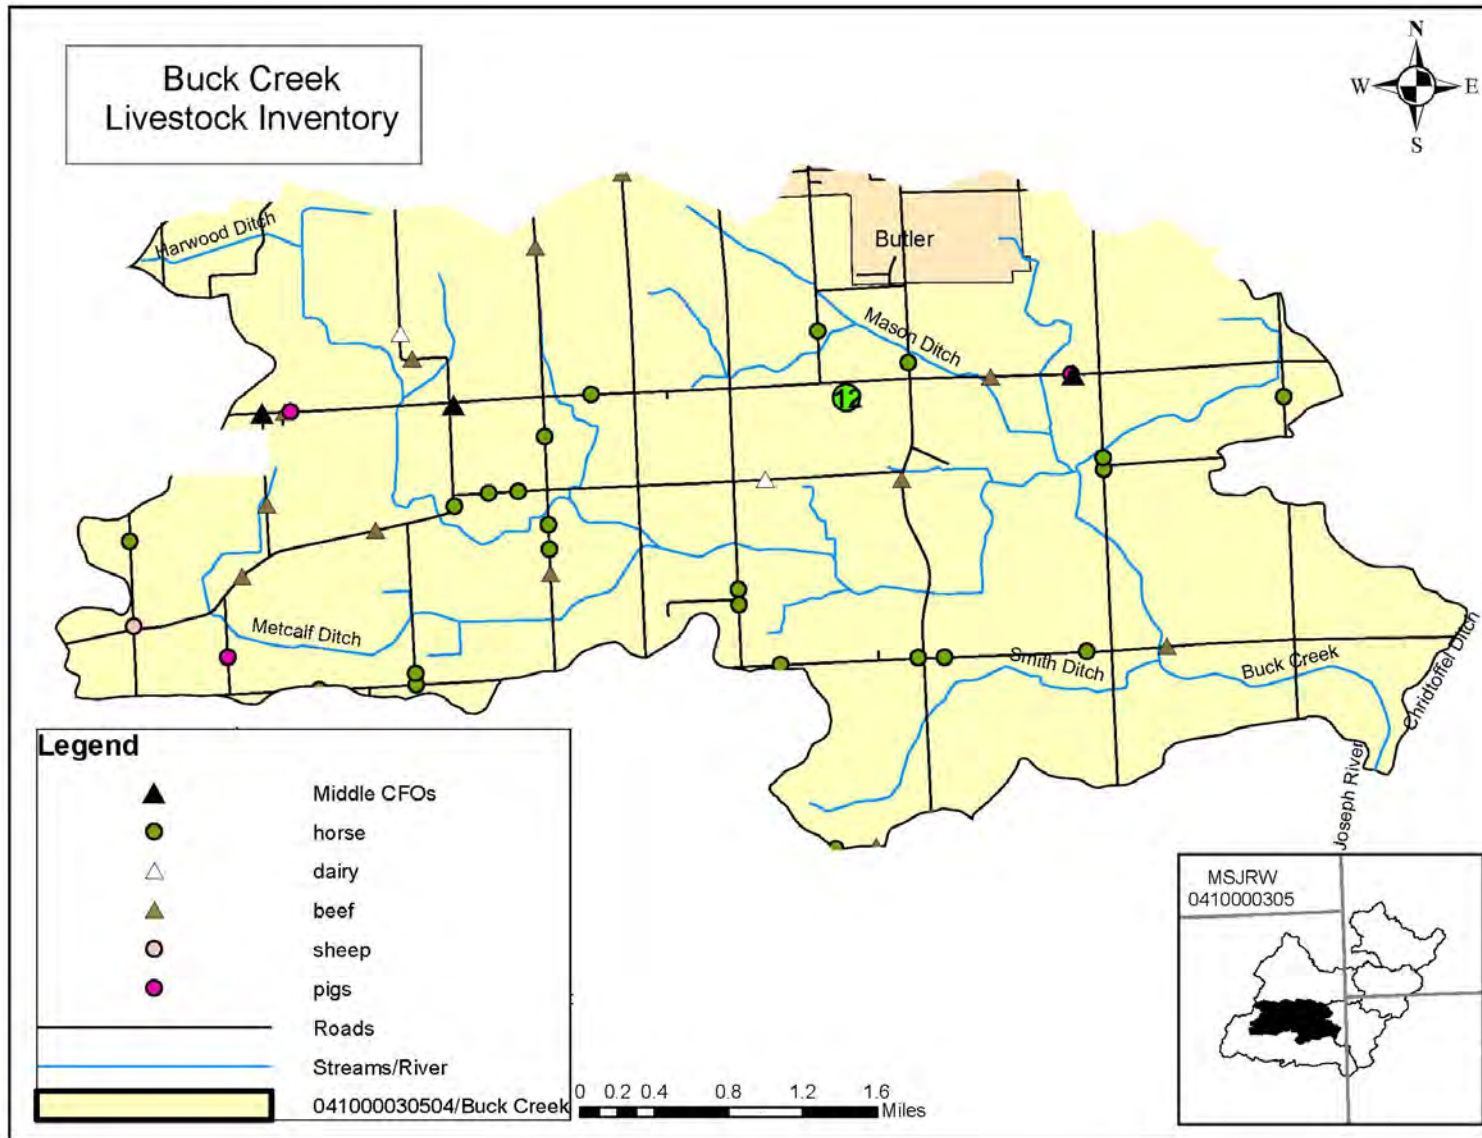 Buck Creek
Livestock Inventory
N
W
E
S
Harwood Ditch
Butler
Mason Ditch
12
Metcalf Ditch
Smith Ditch
Buck Creek
Chridtoffel Ditch
Joseph River
Legend
Middle CFOs
horse
dairy
beef
sheep
pigs
Roads
Streams/River
041000030504/Buck Creek
0 0.2 0.4 0.8 1.2 1.6
Miles
MSJRW
0410000305